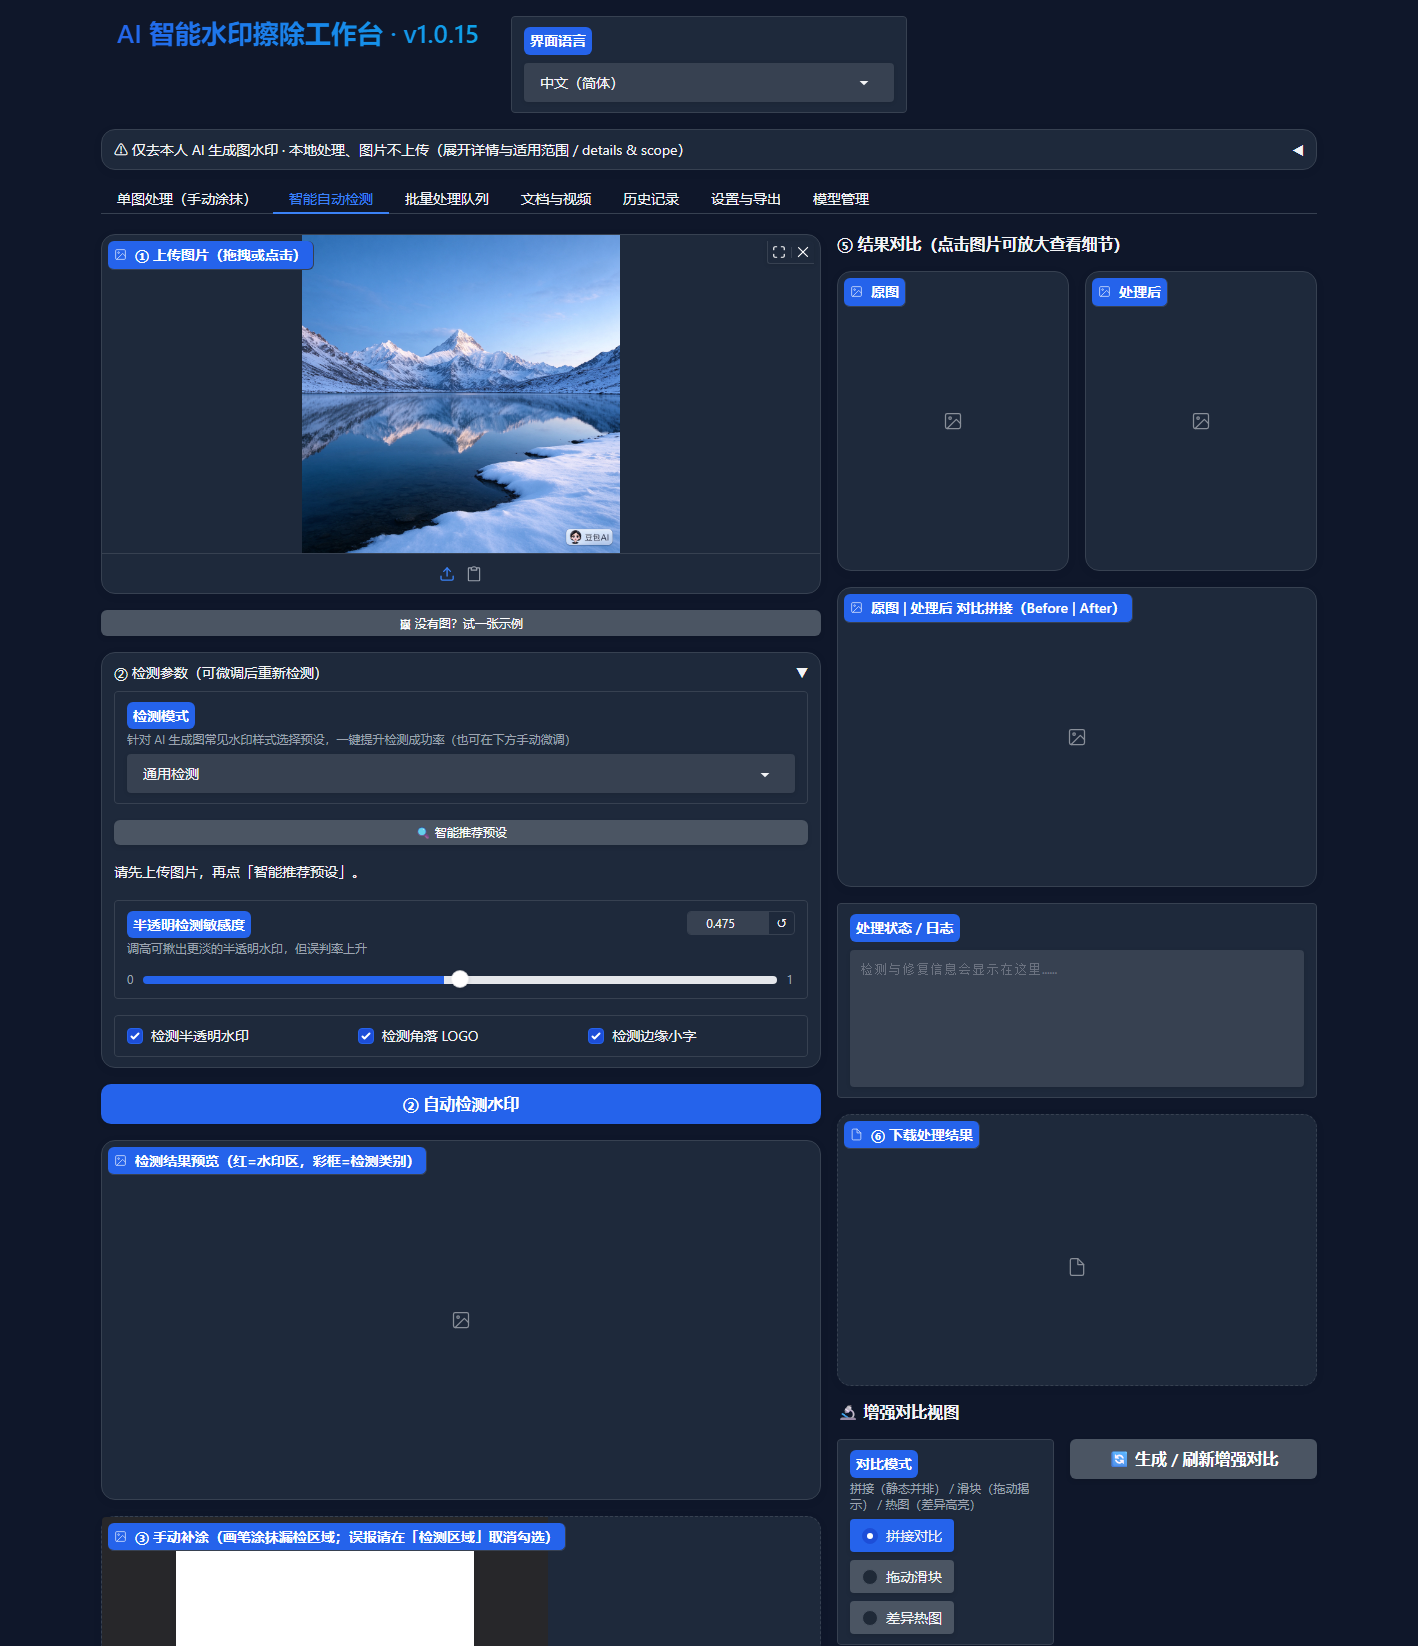 AI 智能水印擦除工作台 · v1.0.15
界面语言
中文（简体）
⚠ 仅去本人 AI 生成图水印 · 本地处理、图片不上传（展开详情与适用范围 / details & scope）
单图处理（手动涂抹）
智能自动检测
批量处理队列
文档与视频
历史记录
设置与导出
模型管理
① 上传图片（拖拽或点击）
豆包AI
没有图？试一张示例
② 检测参数（可微调后重新检测）
检测模式
针对 AI 生成图常见水印样式选择预设，一键提升检测成功率（也可在下方手动微调）
通用检测
智能推荐预设
请先上传图片，再点「智能推荐预设」。
半透明检测敏感度
0.475
调高可揪出更淡的半透明水印，但误判率上升
0
1
检测半透明水印
检测角落 LOGO
检测边缘小字
② 自动检测水印
检测结果预览（红=水印区，彩框=检测类别）
③ 手动补涂（画笔涂抹漏检区域；误报请在「检测区域」取消勾选）
⑤ 结果对比（点击图片可放大查看细节）
原图
处理后
原图 | 处理后 对比拼接（Before | After）
处理状态 / 日志
检测与修复信息会显示在这里……
⑥ 下载处理结果
增强对比视图
对比模式
拼接（静态并排） / 滑块（拖动揭
示） / 热图（差异高亮）
拼接对比
拖动滑块
差异热图
生成 / 刷新增强对比